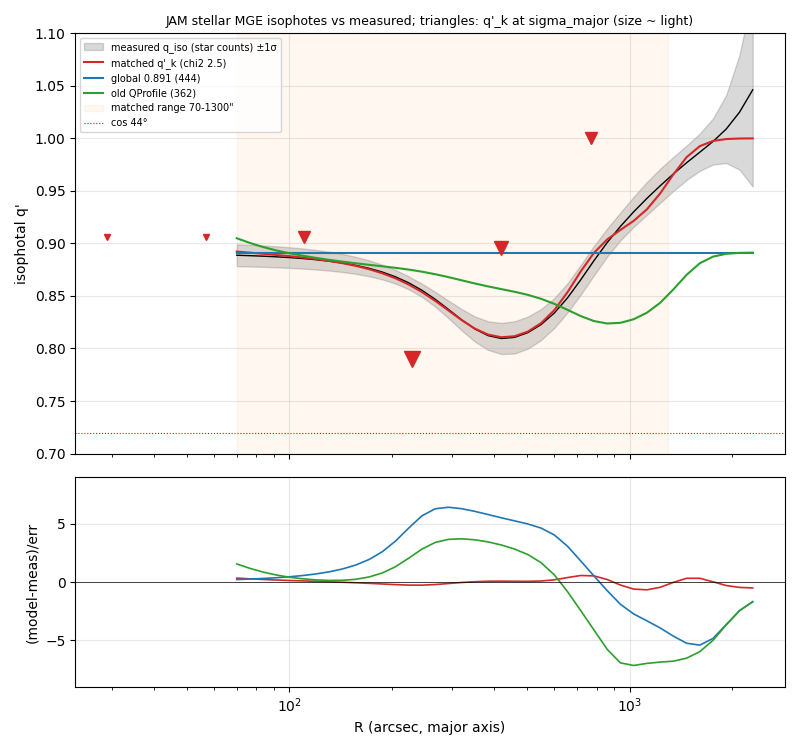 JAM stellar MGE isophotes vs measured; triangles: q'_k at sigma_major (size ~ light)
1.10
1.05
1.00
0.95
0.90
0.85
0.80
0.75
0.70
isophotal q'
measured q_iso (star counts) ±1σ
matched q'_k (chi2 2.5)
global 0.891 (444)
old QProfile (362)
matched range 70-1300"
cos 44°
5
0
−5
(model-meas)/err
10² 10³
R (arcsec, major axis)